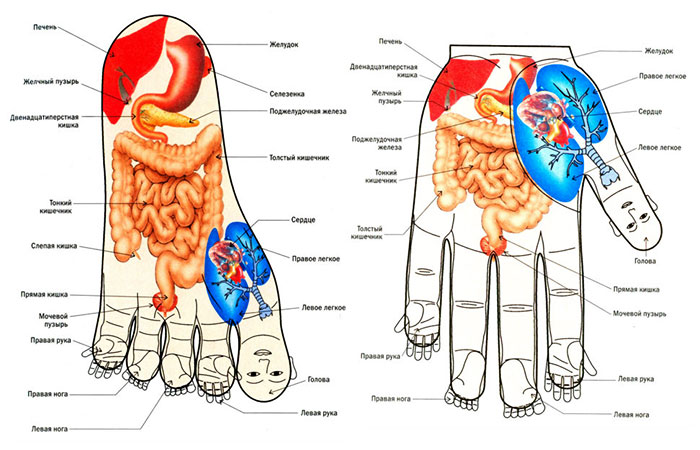 Печень
Желудок
Желчный пузырь
Селезенка
Двенадцатиперстная
кишка
Поджелудочная железа
Толстый кишечник
Тонкий
кишечник
Сердце
Слепая кишка
Правое легкое
Прямая кишка
Мочевой
пузырь
Левое легкое
Правая рука
Голова
Правая нога
Левая рука
Левая нога
Печень
Желудок
Двенадцатиперстная
кишка
Правое легкое
Желчный
пузырь
Сердце
Поджелудочная
железа
Левое легкое
Тонкий
кишечник
Толстый
кишечник
Голова
Прямая кишка
Мочевой пузырь
Правая рука
Левая рука
Правая нога
Левая нога